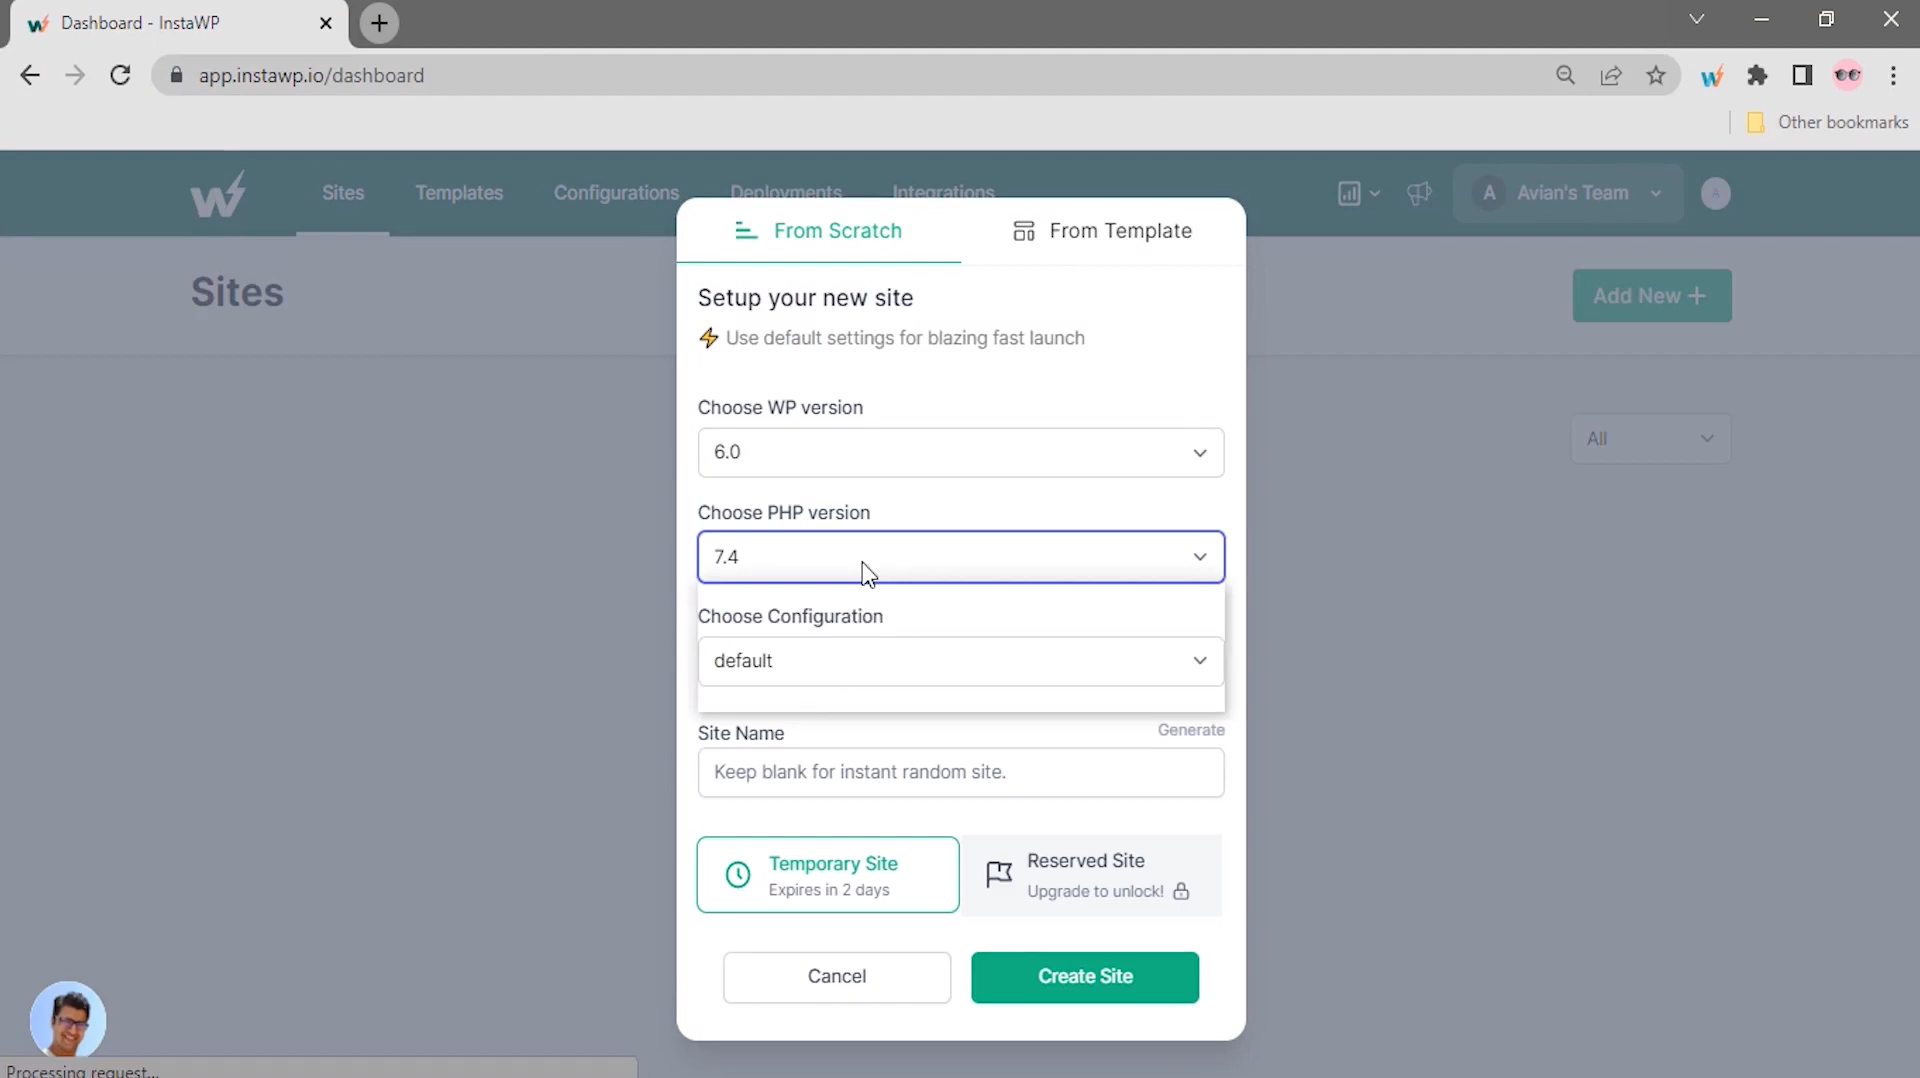 Dashboard - InstaWP
app.instawp.io/dashboard
Other bookmarks
Sites Templates Configurations Deployments Integrations A Avian's Team A
From Scratch From Template
Sites
Add New +
Setup your new site
⚡ Use default settings for blazing fast launch
Choose WP version
6.0
All
Choose PHP version
7.4
Choose Configuration
default
Site Name Generate
Keep blank for instant random site.
Temporary Site
Expires in 2 days
Reserved Site
Upgrade to unlock!
Cancel Create Site
Processing request...